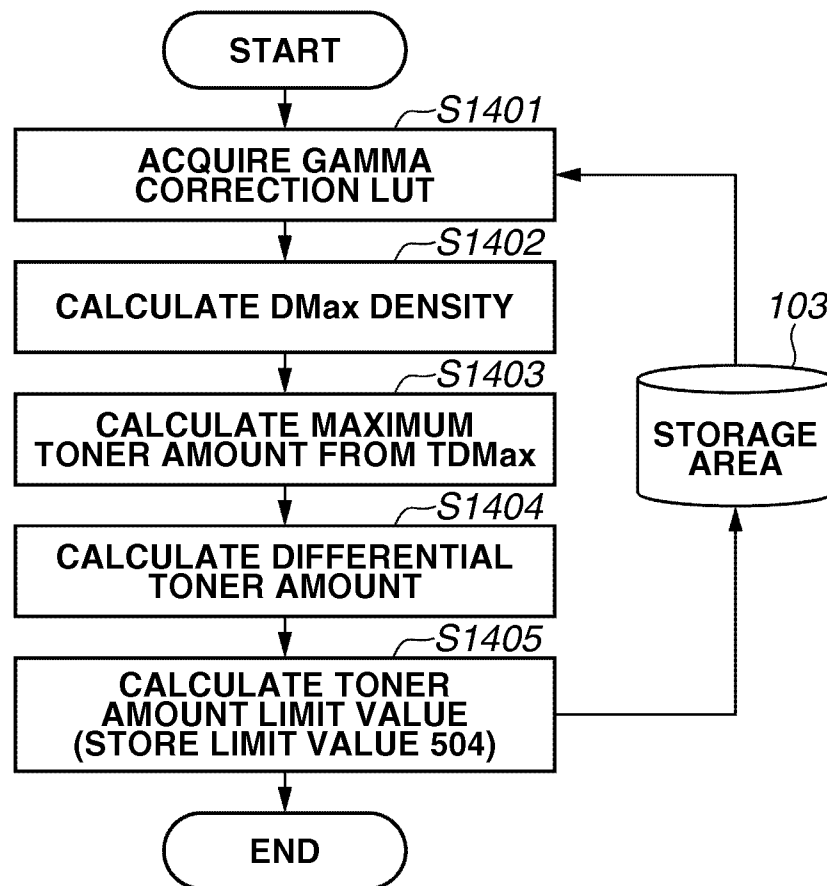 START
S1401
ACQUIRE GAMMA
CORRECTION LUT
S1402
CALCULATE DMax DENSITY
103
S1403
CALCULATE MAXIMUM
TONER AMOUNT FROM TDMax
STORAGE
AREA
S1404
CALCULATE DIFFERENTIAL
TONER AMOUNT
S1405
CALCULATE TONER
AMOUNT LIMIT VALUE
(STORE LIMIT VALUE 504)
END